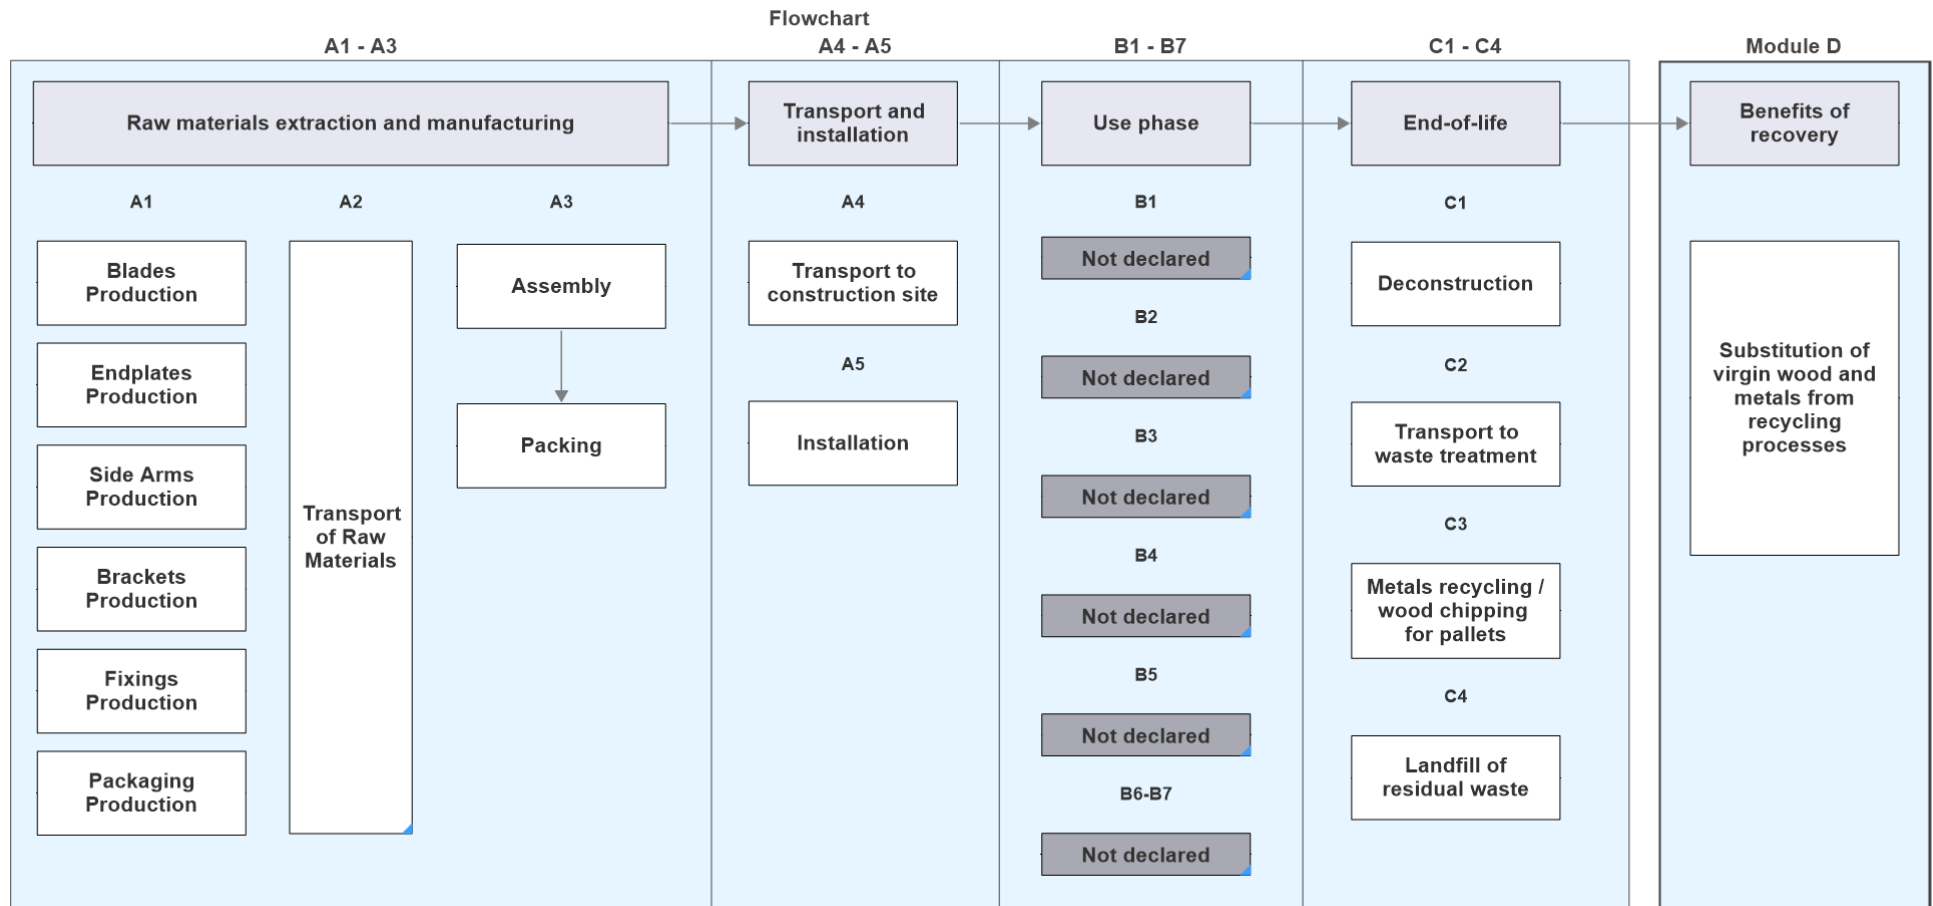 Flowchart
A1 - A3
A4 - A5
B1 - B7
C1 - C4
Module D
Raw materials extraction and manufacturing
Transport and
installation
Use phase
End-of-life
Benefits of
recovery
A1
Blades
Production
Endplates
Production
Side Arms
Production
Brackets
Production
Fixings
Production
Packaging
Production
A2
Transport
of Raw
Materials
A3
Assembly
Packing
A4
Transport to
construction site
A5
Installation
B1
Not declared
B2
Not declared
B3
Not declared
B4
Not declared
B5
Not declared
B6-B7
Not declared
C1
Deconstruction
C2
Transport to
waste treatment
C3
Metals recycling /
wood chipping
for pallets
C4
Landfill of
residual waste
Substitution of
virgin wood and
metals from
recycling
processes